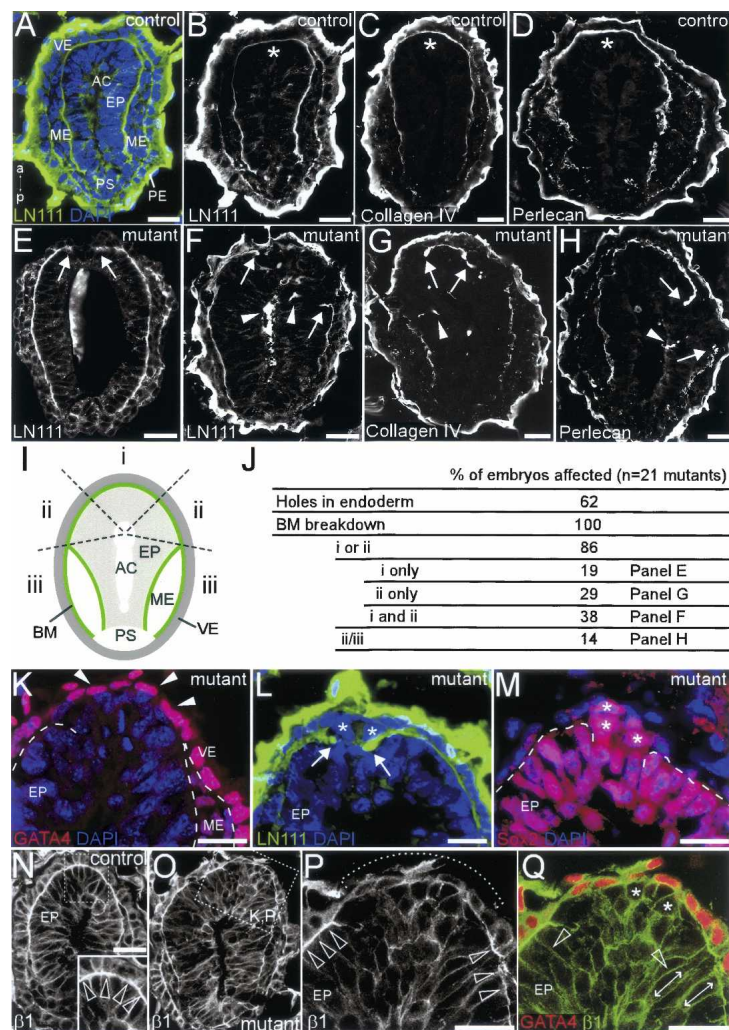 A control
VE
AC
EP
ME ME
PS
PE
a
p
LN111 DAPI
B control
*
LN111
C control
*
Collagen IV
D control
*
Perlecan
E mutant
LN111
F mutant
LN111
G mutant
Collagen IV
H mutant
Perlecan
I
i
ii ii
iii iii
EP
AC
ME
BM
PS
VE
J
% of embryos affected (n=21 mutants)
Holes in endoderm 62
BM breakdown 100
i or ii 86
i only 19 Panel E
ii only 29 Panel G
i and ii 38 Panel F
ii/iii 14 Panel H
K mutant
VE
EP
ME
GATA4 DAPI
L mutant
* *
EP
LN111 DAPI
M mutant
*
* *
EP
DAPI
N control
EP
β1
O
K,P
β1 mutant
P
EP
β1
Q
* *
EP
GATA4 β1